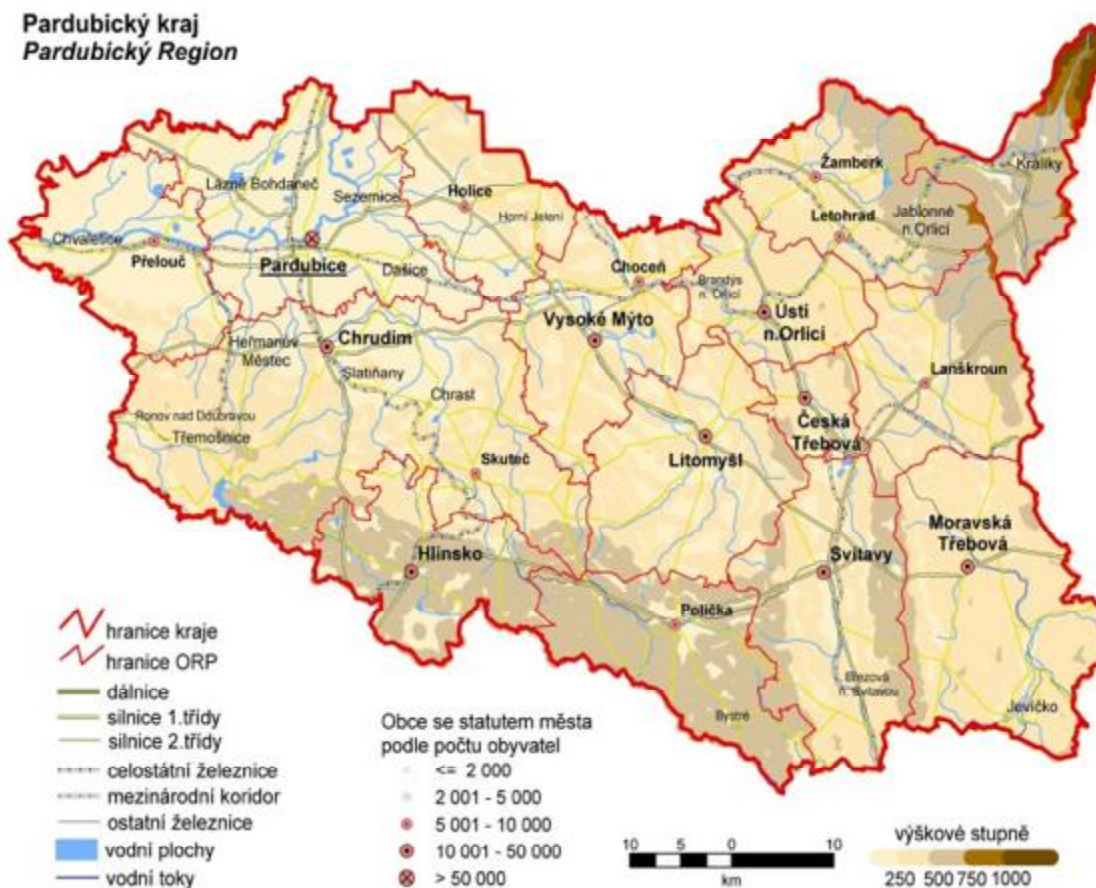 Pardubický kraj
Pardubický Region
Králíky
Žamberk
Lázně Bohdaneč
Sezemice
Holice
Horní Jelení
Letohrad
Jablonné
n.Orlicí
Chvaletice
Přelouč
Pardubice
Dašice
Choceň
Brandýs
n. Orlicí
Ústí
n.Orlicí
Vysoké Mýto
Heřmanův
Městec
Chrudim
Slatiňany
Chrast
Lanškroun
Ronov nad Doubravou
Třemošnice
Česká
Třebová
Litomyšl
Skuteč
Moravská
Třebová
Hlinsko
Svitavy
Polička
Březová
n. Svitavou
Bystré
Jevíčko
hranice kraje
hranice ORP
dálnice
silnice 1.třídy
silnice 2.třídy
celostátní železnice
mezinárodní koridor
ostatní železnice
vodní plochy
vodní toky
Obce se statutem města
podle počtu obyvatel
<= 2 000
2 001 - 5 000
5 001 - 10 000
10 001 - 50 000
> 50 000
10 5 0 10
km
výškové stupně
250 500 750 1000